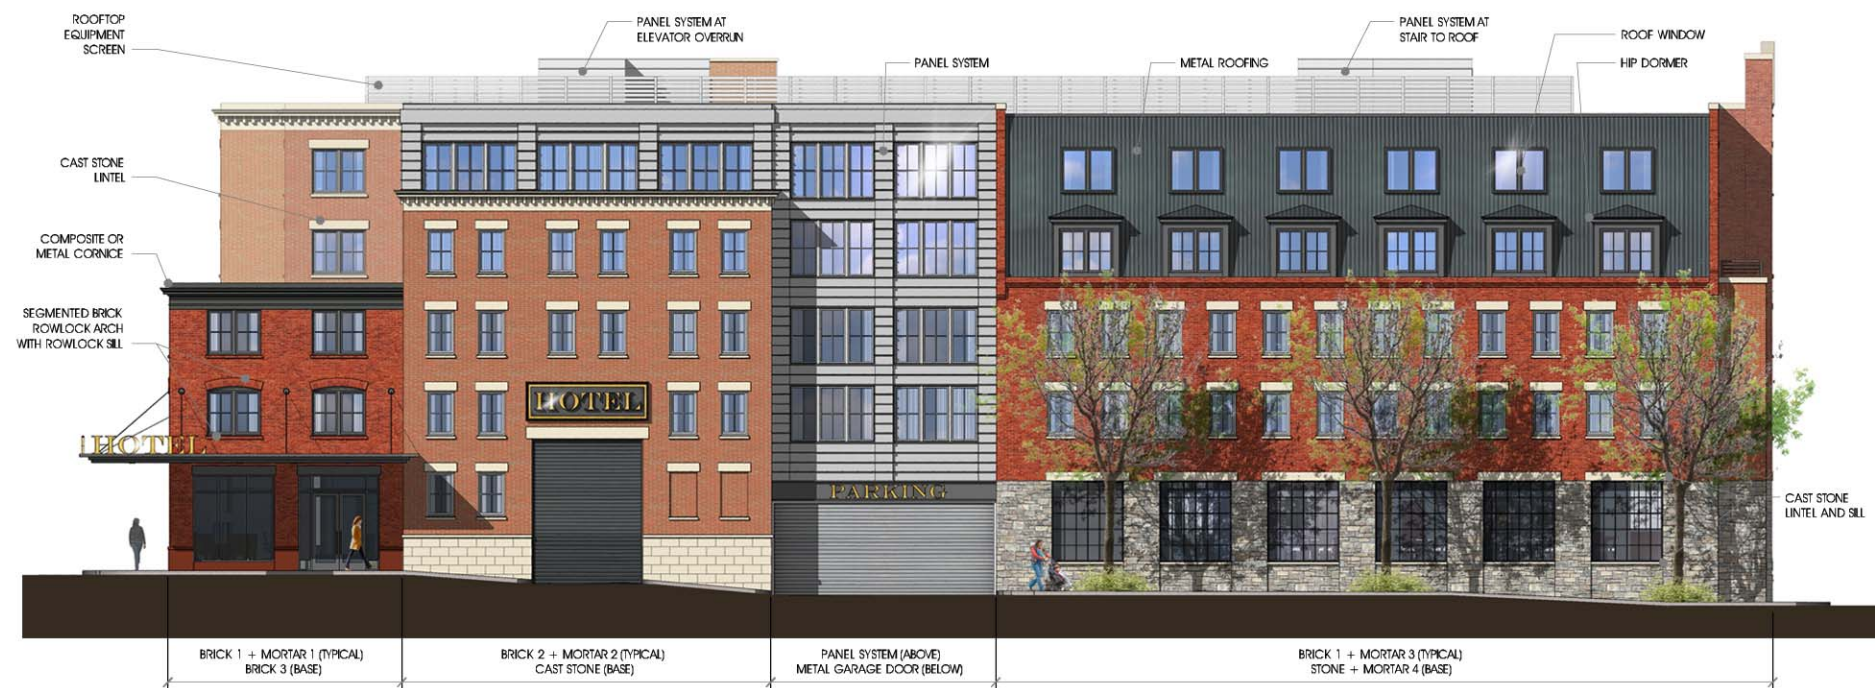 ROOFTOP
EQUIPMENT
SCREEN
PANEL SYSTEM AT
ELEVATOR OVERRUN
PANEL SYSTEM
METAL ROOFING
PANEL SYSTEM AT
STAIR TO ROOF
ROOF WINDOW
HIP DORMER
CAST STONE
LINTEL
COMPOSITE OR
METAL CORNICE
SEGMENTED BRICK
ROWLOCK ARCH
WITH ROWLOCK SILL
HOTEL
HOTEL
PARKING
CAST STONE
LINTEL AND SILL
BRICK 1 + MORTAR 1 (TYPICAL)
BRICK 3 (BASE)
BRICK 2 + MORTAR 2 (TYPICAL)
CAST STONE (BASE)
PANEL SYSTEM (ABOVE)
METAL GARAGE DOOR (BELOW)
BRICK 1 + MORTAR 3 (TYPICAL)
STONE + MORTAR 4 (BASE)